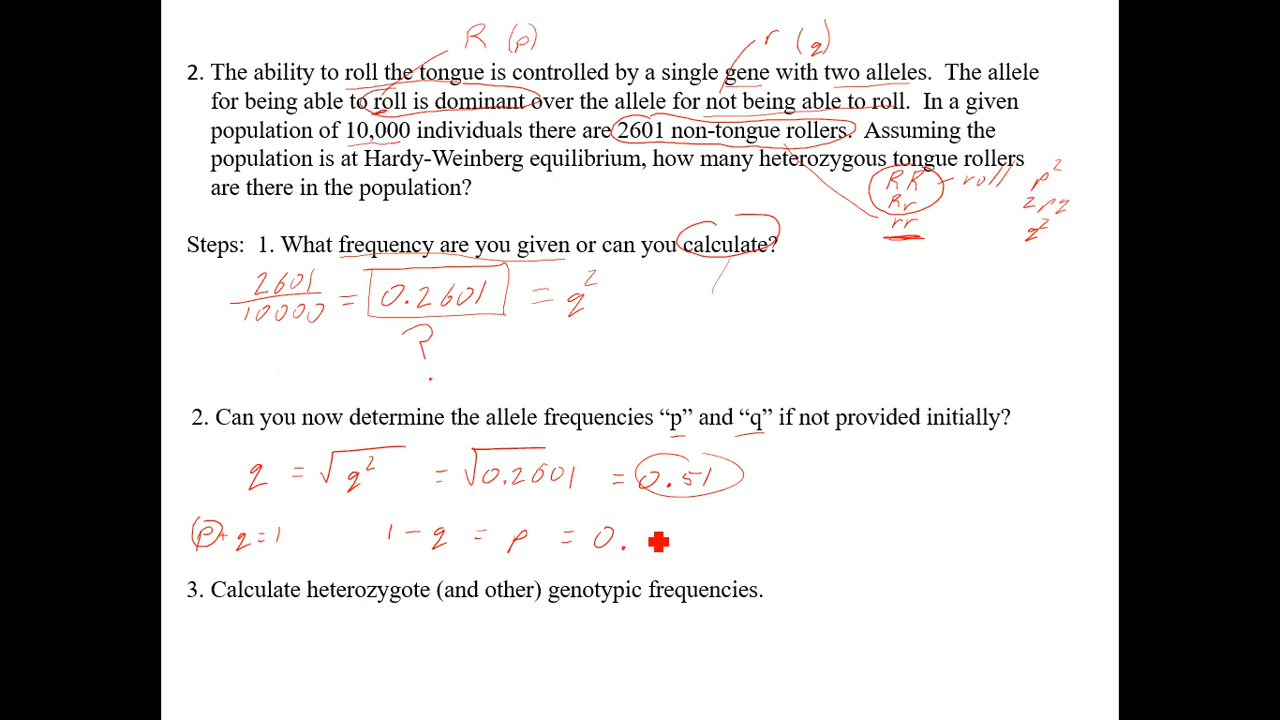 R (p) r (q)
2. The ability to roll the tongue is controlled by a single gene with two alleles. The allele
for being able to roll is dominant over the allele for not being able to roll. In a given
population of 10,000 individuals there are 2601 non-tongue rollers. Assuming the
population is at Hardy-Weinberg equilibrium, how many heterozygous tongue rollers
are there in the population?
RR - roll p²
Rr 2pq
rr q²
Steps: 1. What frequency are you given or can you calculate?
2601/10000 = 0.2601 = q²
?
2. Can you now determine the allele frequencies “p” and “q” if not provided initially?
q = √q² = √0.2601 = 0.51
p + q = 1 1 - q = p = 0.
3. Calculate heterozygote (and other) genotypic frequencies.